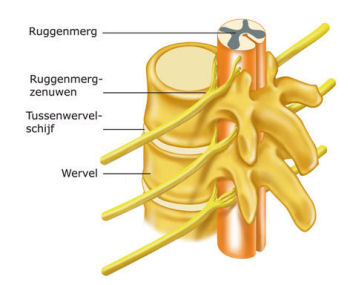 Ruggenmerg
Ruggenmerg-
zenuwen
Tussenwervel-
schijf
Wervel